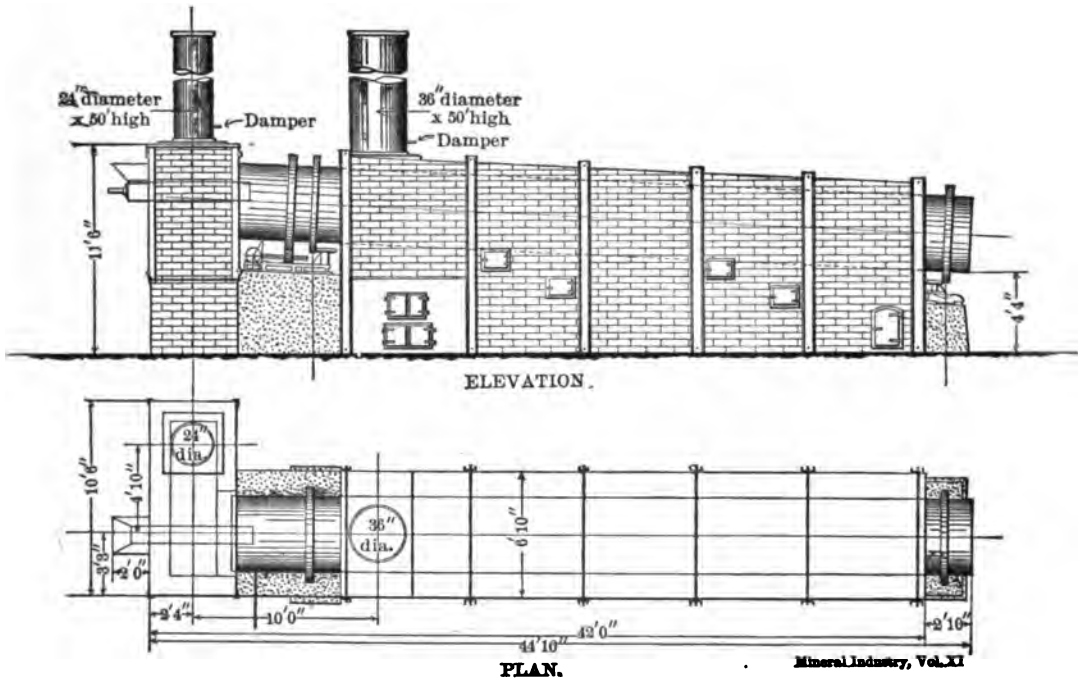 24" diameter
x 50' high
Damper
36" diameter
x 50' high
Damper
11'6"
4'4"
ELEVATION.
24"
dia.
10'6"
4'10"
3'3"
2'0"
36"
dia.
6'10"
2'4"
10'0"
42'0"
2'10"
44'10"
PLAN.
Mineral Industry, Vol. XI